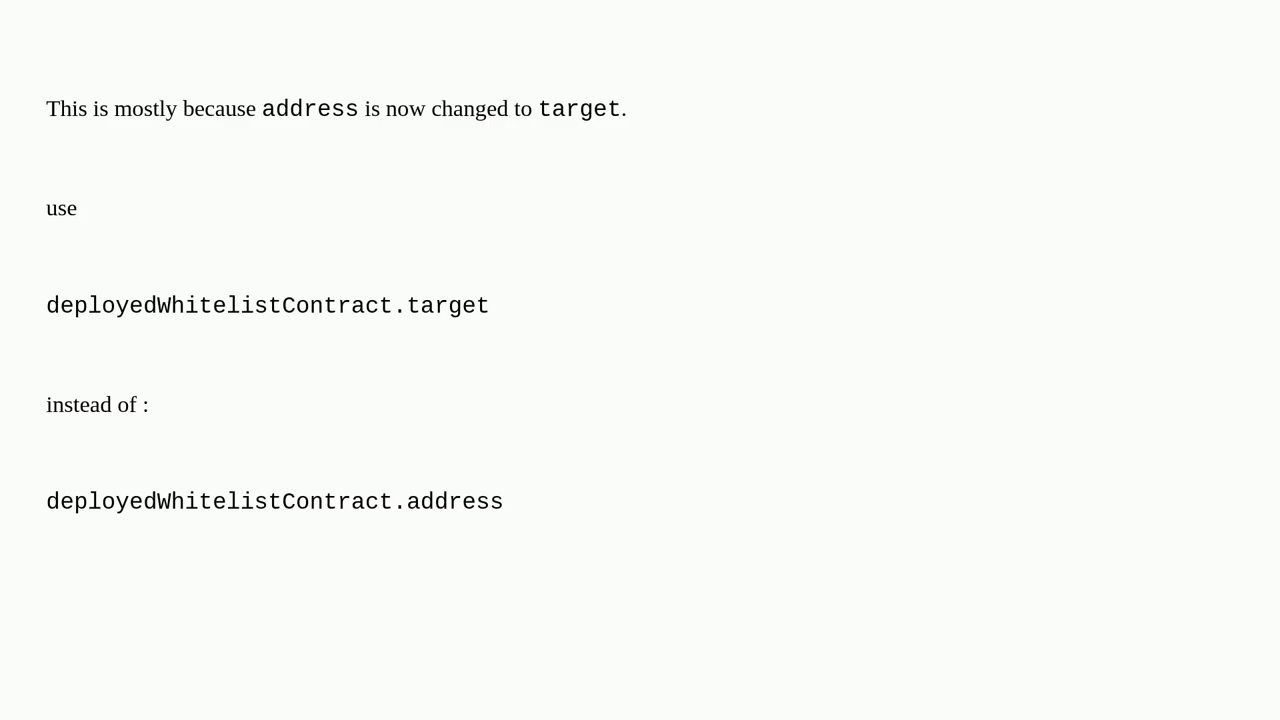 This is mostly because address is now changed to target.
use
deployedWhitelistContract.target
instead of :
deployedWhitelistContract.address